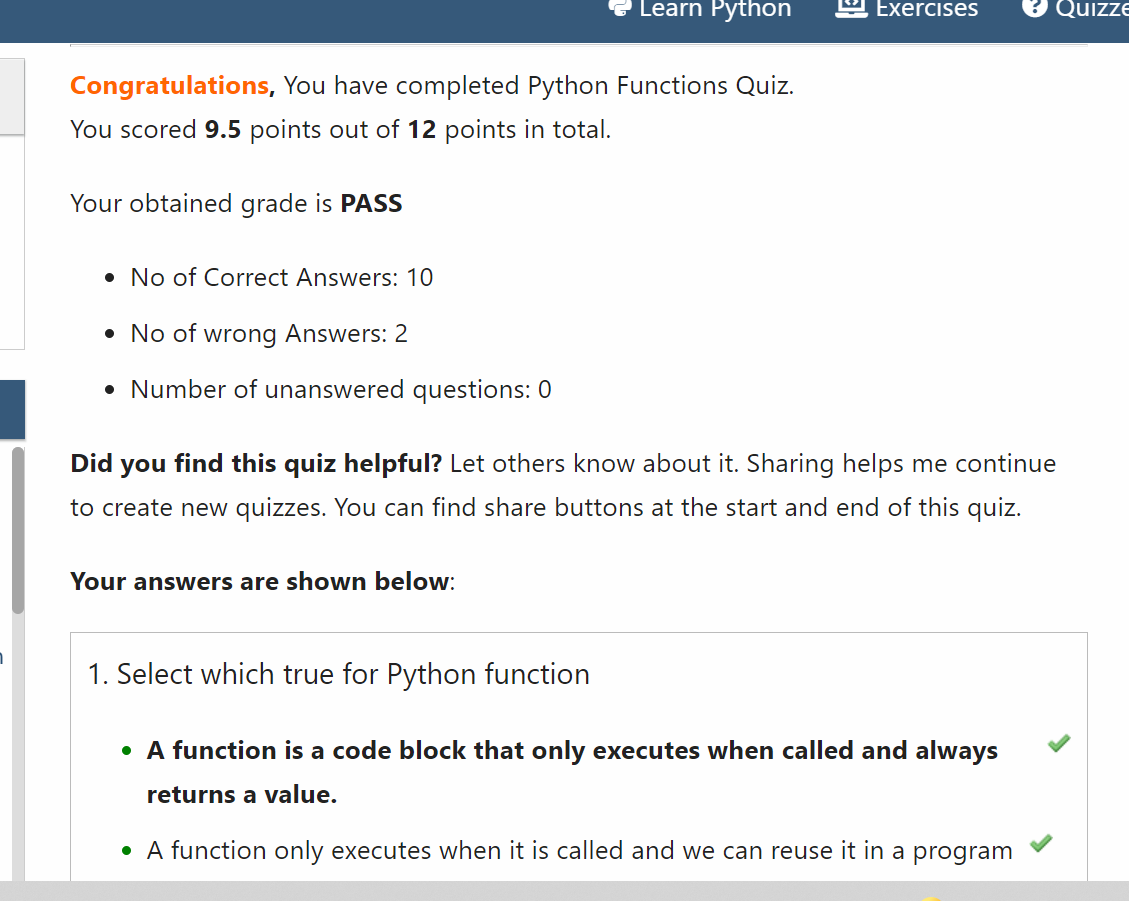 Learn Python Exercises
Congratulations, You have completed Python Functions Quiz.
You scored 9.5 points out of 12 points in total.
Your obtained grade is PASS
No of Correct Answers: 10
No of wrong Answers: 2
Number of unanswered questions: 0
Did you find this quiz helpful? Let others know about it. Sharing helps me continue
to create new quizzes. You can find share buttons at the start and end of this quiz.
Your answers are shown below:
1. Select which true for Python function
A function is a code block that only executes when called and always
returns a value.
A function only executes when it is called and we can reuse it in a program